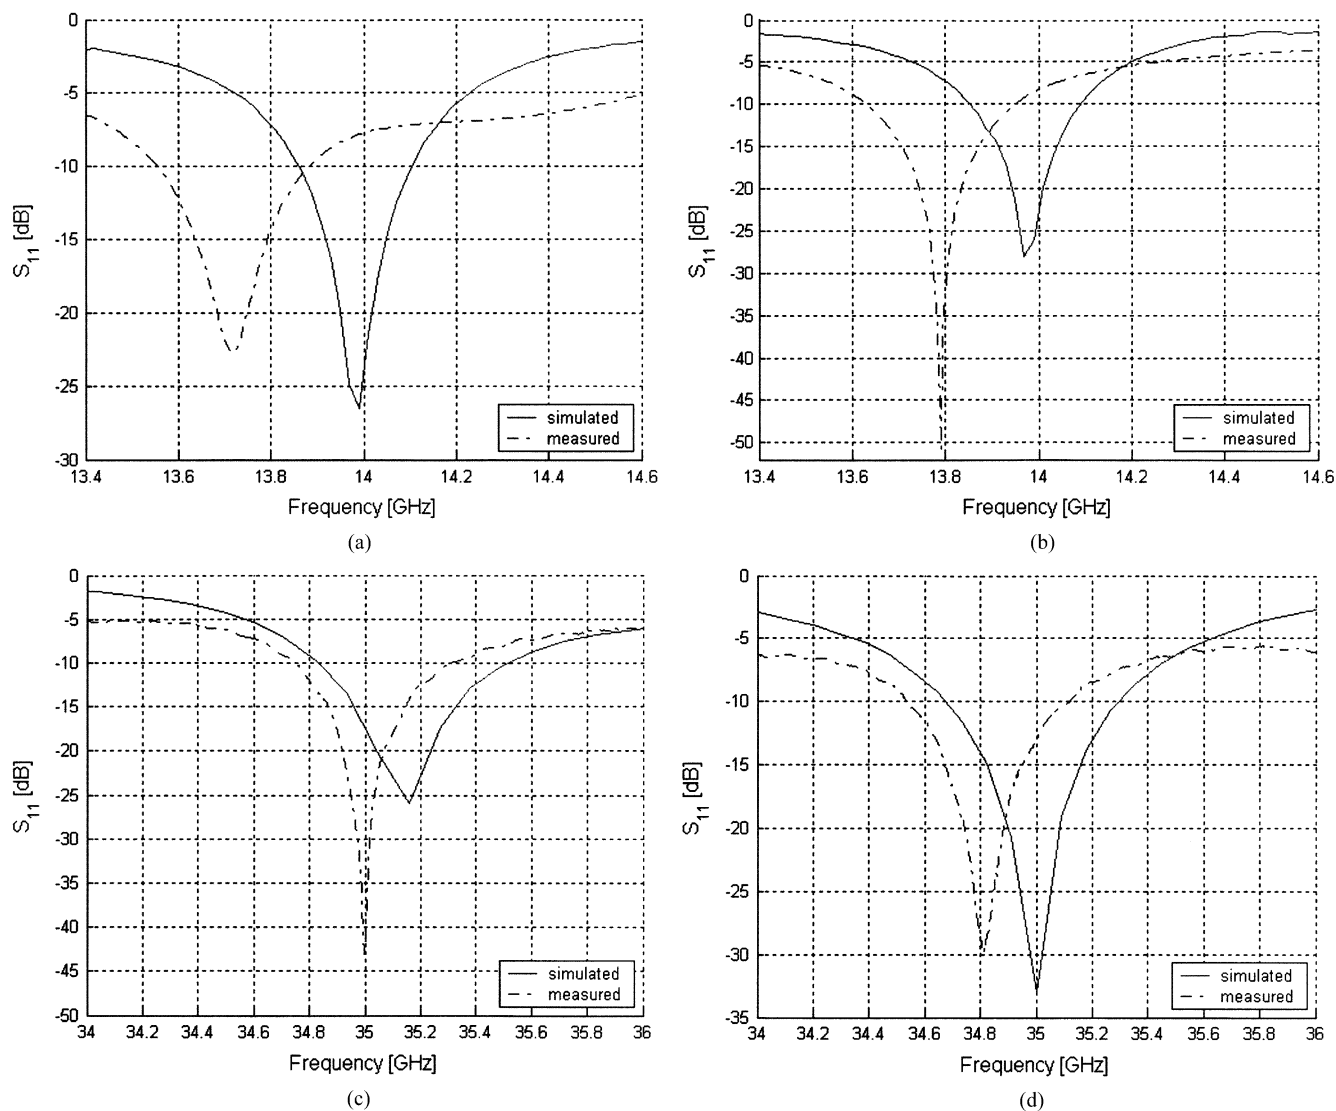 0
-5
-10
-15
-20
-25
-30
S11 [dB]
13.4 13.6 13.8 14 14.2 14.4 14.6
Frequency [GHz]
simulated
measured
(a)
0
-5
-10
-15
-20
-25
-30
-35
-40
-45
-50
S11 [dB]
13.4 13.6 13.8 14 14.2 14.4 14.6
Frequency [GHz]
simulated
measured
(b)
0
-5
-10
-15
-20
-25
-30
-35
-40
-45
-50
S11 [dB]
34 34.2 34.4 34.6 34.8 35 35.2 35.4 35.6 35.8 36
Frequency [GHz]
simulated
measured
(c)
0
-5
-10
-15
-20
-25
-30
-35
S11 [dB]
34 34.2 34.4 34.6 34.8 35 35.2 35.4 35.6 35.8 36
Frequency [GHz]
simulated
measured
(d)